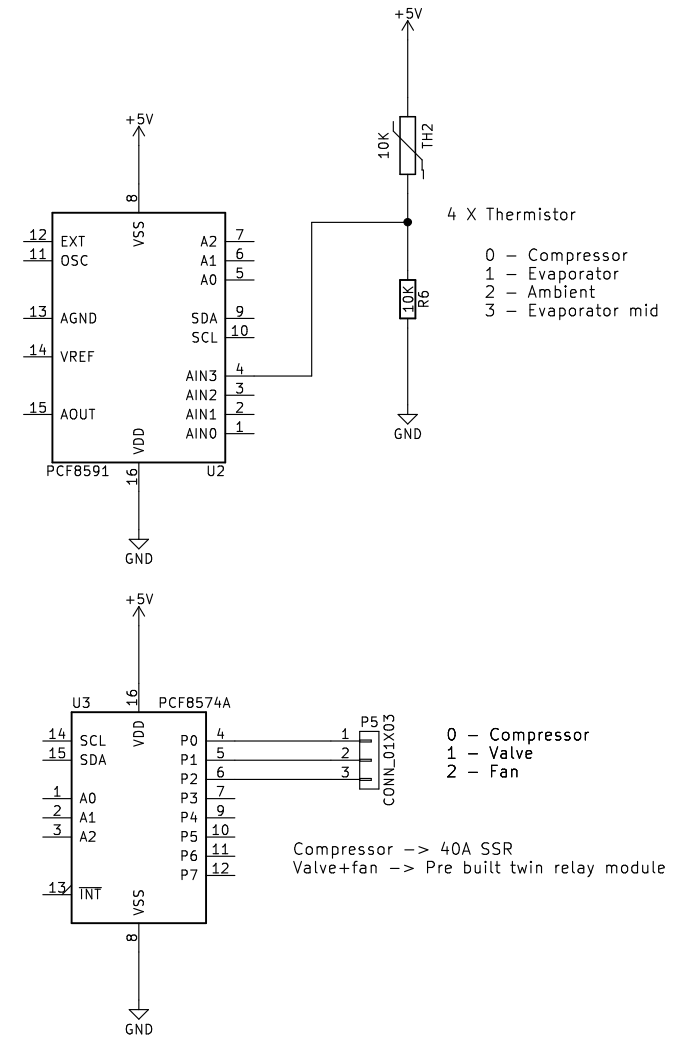 +5V
10K
TH2
+5V
8
VSS
4 X Thermistor
12 EXT
11 OSC
13 AGND
14 VREF
15 AOUT
A2 7
A1 6
A0 5
SDA 9
SCL 10
AIN3 4
AIN2 3
AIN1 2
AIN0 1
0 – Compressor
1 – Evaporator
2 – Ambient
3 – Evaporator mid
10K
R6
GND
VDD
PCF8591
U2
16
GND
+5V
16
U3
PCF8574A
VDD
14 SCL
15 SDA
1 A0
2 A1
3 A2
13 INT
P0 4
P1 5
P2 6
P3 7
P4 9
P5 10
P6 11
P7 12
P5
1
2
3
CONN_01X03
0 – Compressor
1 – Valve
2 – Fan
Compressor –> 40A SSR
Valve+fan –> Pre built twin relay module
VSS
8
GND